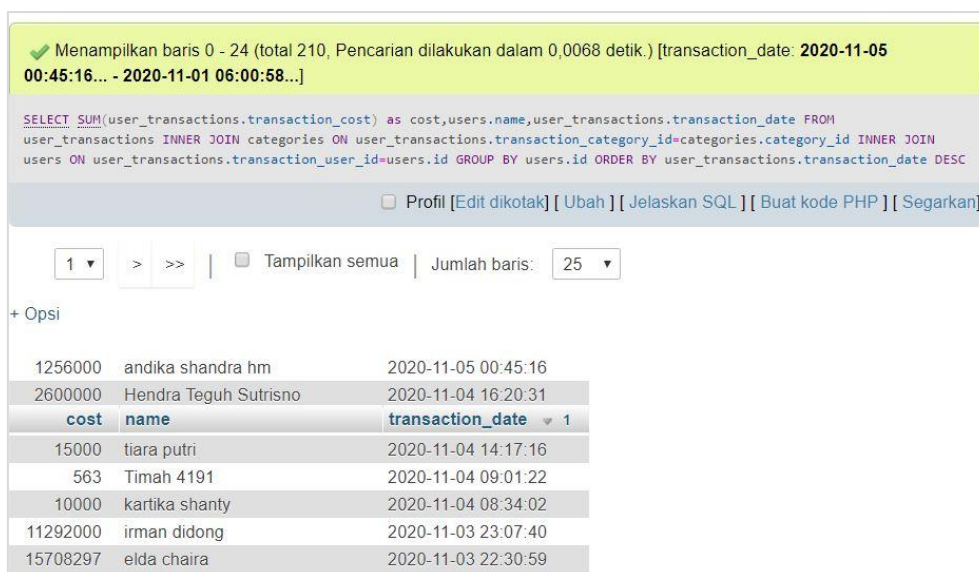 Menampilkan baris 0 - 24 (total 210, Pencarian dilakukan dalam 0,0068 detik.) [transaction_date: 2020-11-05
00:45:16... - 2020-11-01 06:00:58...]
SELECT SUM(user_transactions.transaction_cost) as cost,users.name,user_transactions.transaction_date FROM
user_transactions INNER JOIN categories ON user_transactions.transaction_category_id=categories.category_id INNER JOIN
users ON user_transactions.transaction_user_id=users.id GROUP BY users.id ORDER BY user_transactions.transaction_date DESC
Profil [Edit dikotak] [ Ubah ] [ Jelaskan SQL ] [ Buat kode PHP ] [ Segarkan]
1 > >> | Tampilkan semua | Jumlah baris: 25
+ Opsi
1256000 andika shandra hm 2020-11-05 00:45:16
2600000 Hendra Teguh Sutrisno 2020-11-04 16:20:31
cost name transaction_date 1
15000 tiara putri 2020-11-04 14:17:16
563 Timah 4191 2020-11-04 09:01:22
10000 kartika shanty 2020-11-04 08:34:02
11292000 irman didong 2020-11-03 23:07:40
15708297 elda chaira 2020-11-03 22:30:59